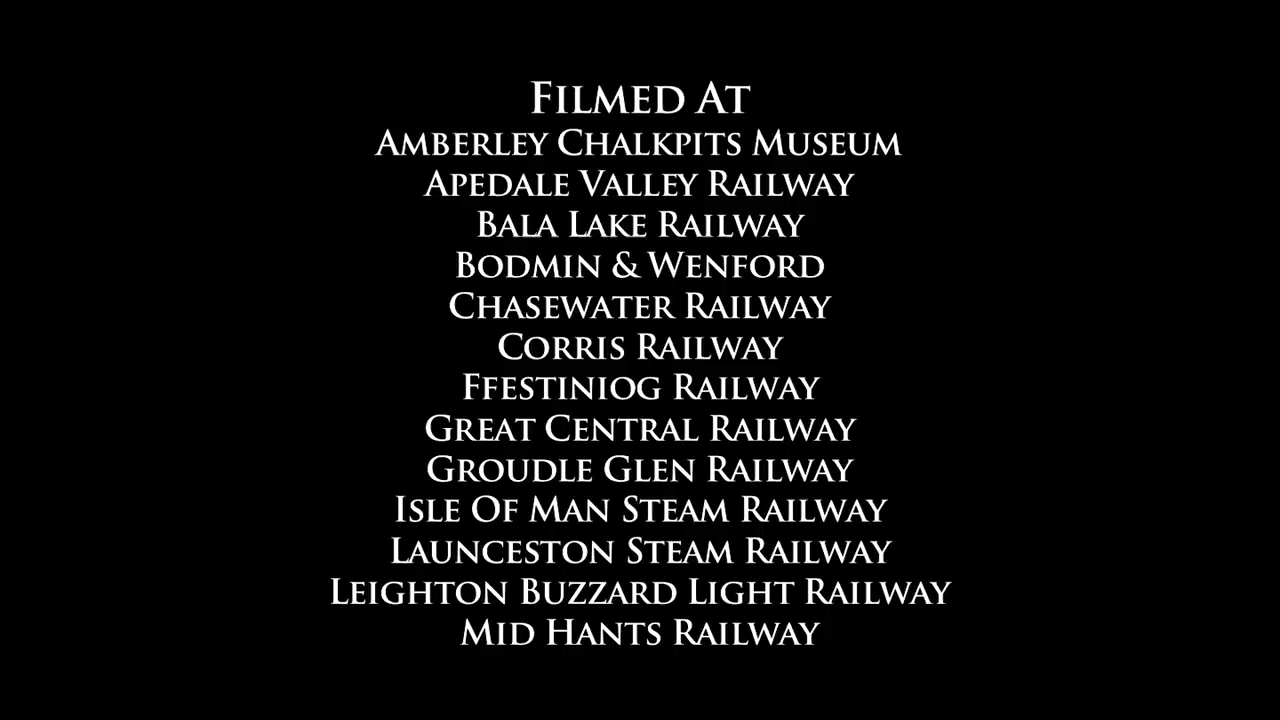 Filmed At
Amberley Chalkpits Museum
Apedale Valley Railway
Bala Lake Railway
Bodmin & Wenford
Chasewater Railway
Corris Railway
Ffestiniog Railway
Great Central Railway
Groudle Glen Railway
Isle Of Man Steam Railway
Launceston Steam Railway
Leighton Buzzard Light Railway
Mid Hants Railway